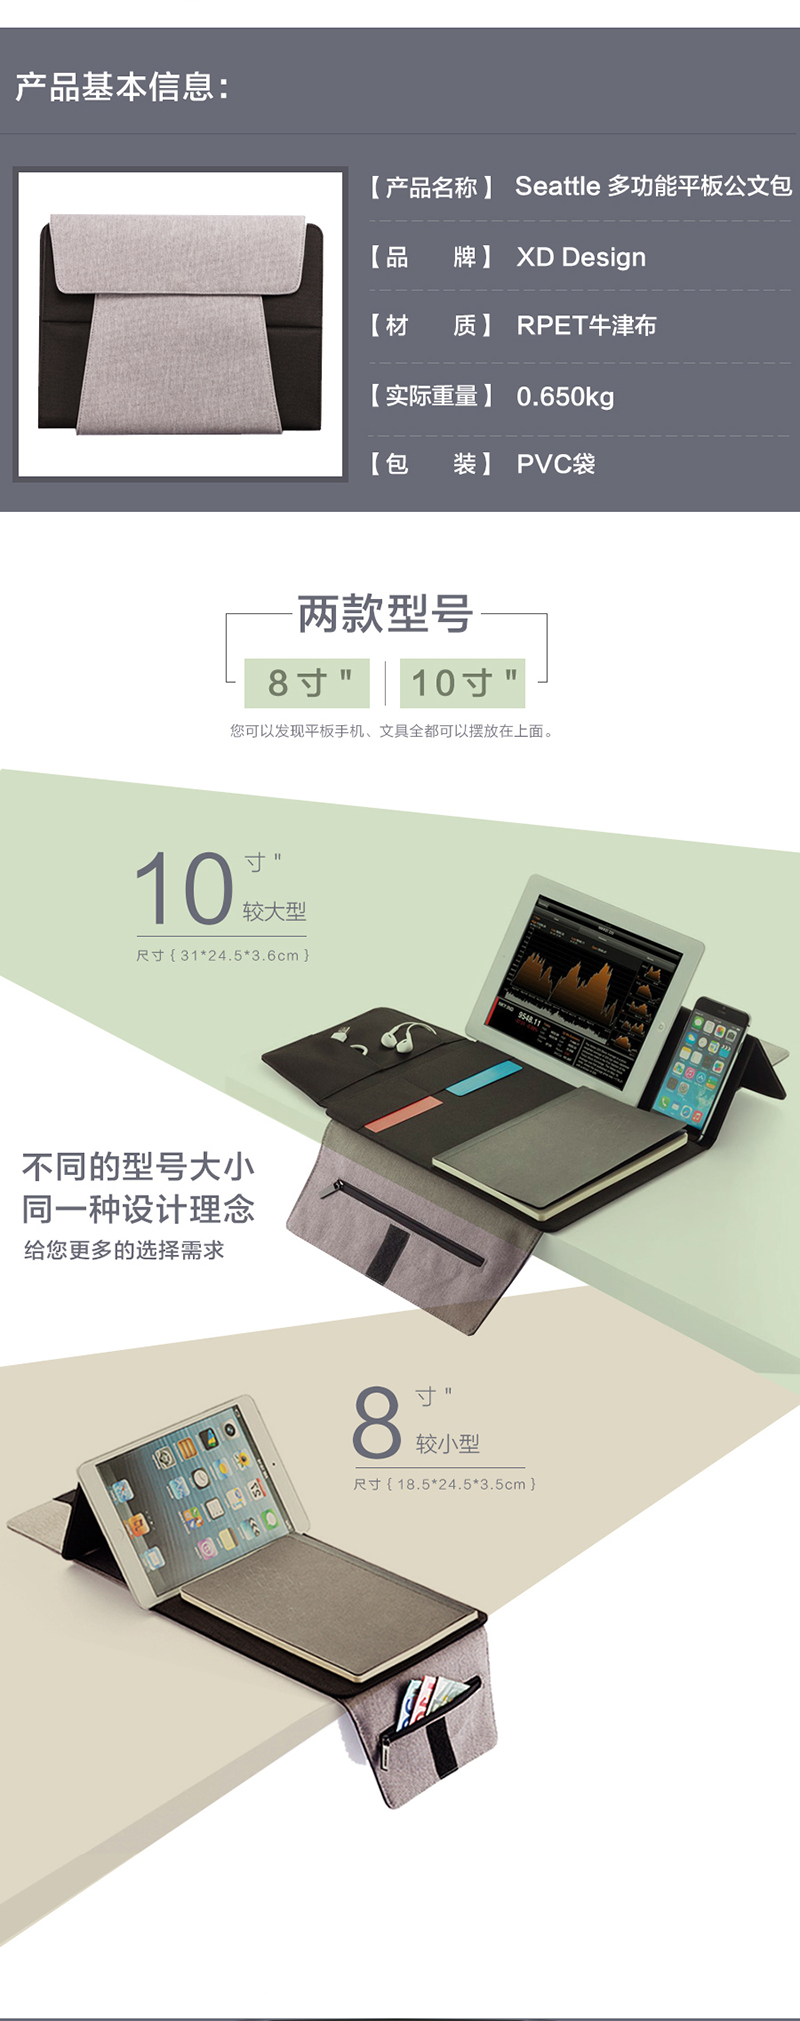 产品基本信息：
【产品名称】 Seattle 多功能平板公文包
【品 牌】 XD Design
【材 质】 RPET牛津布
【实际重量】 0.650kg
【包 装】 PVC袋
两款型号
8寸" 10寸"
您可以发现平板手机、文具全都可以摆放在上面。
10寸"
较大型
尺寸{31*24.5*3.6cm}
9548.11
不同的型号大小
同一种设计理念
给您更多的选择需求
8寸"
较小型
尺寸{18.5*24.5*3.5cm}